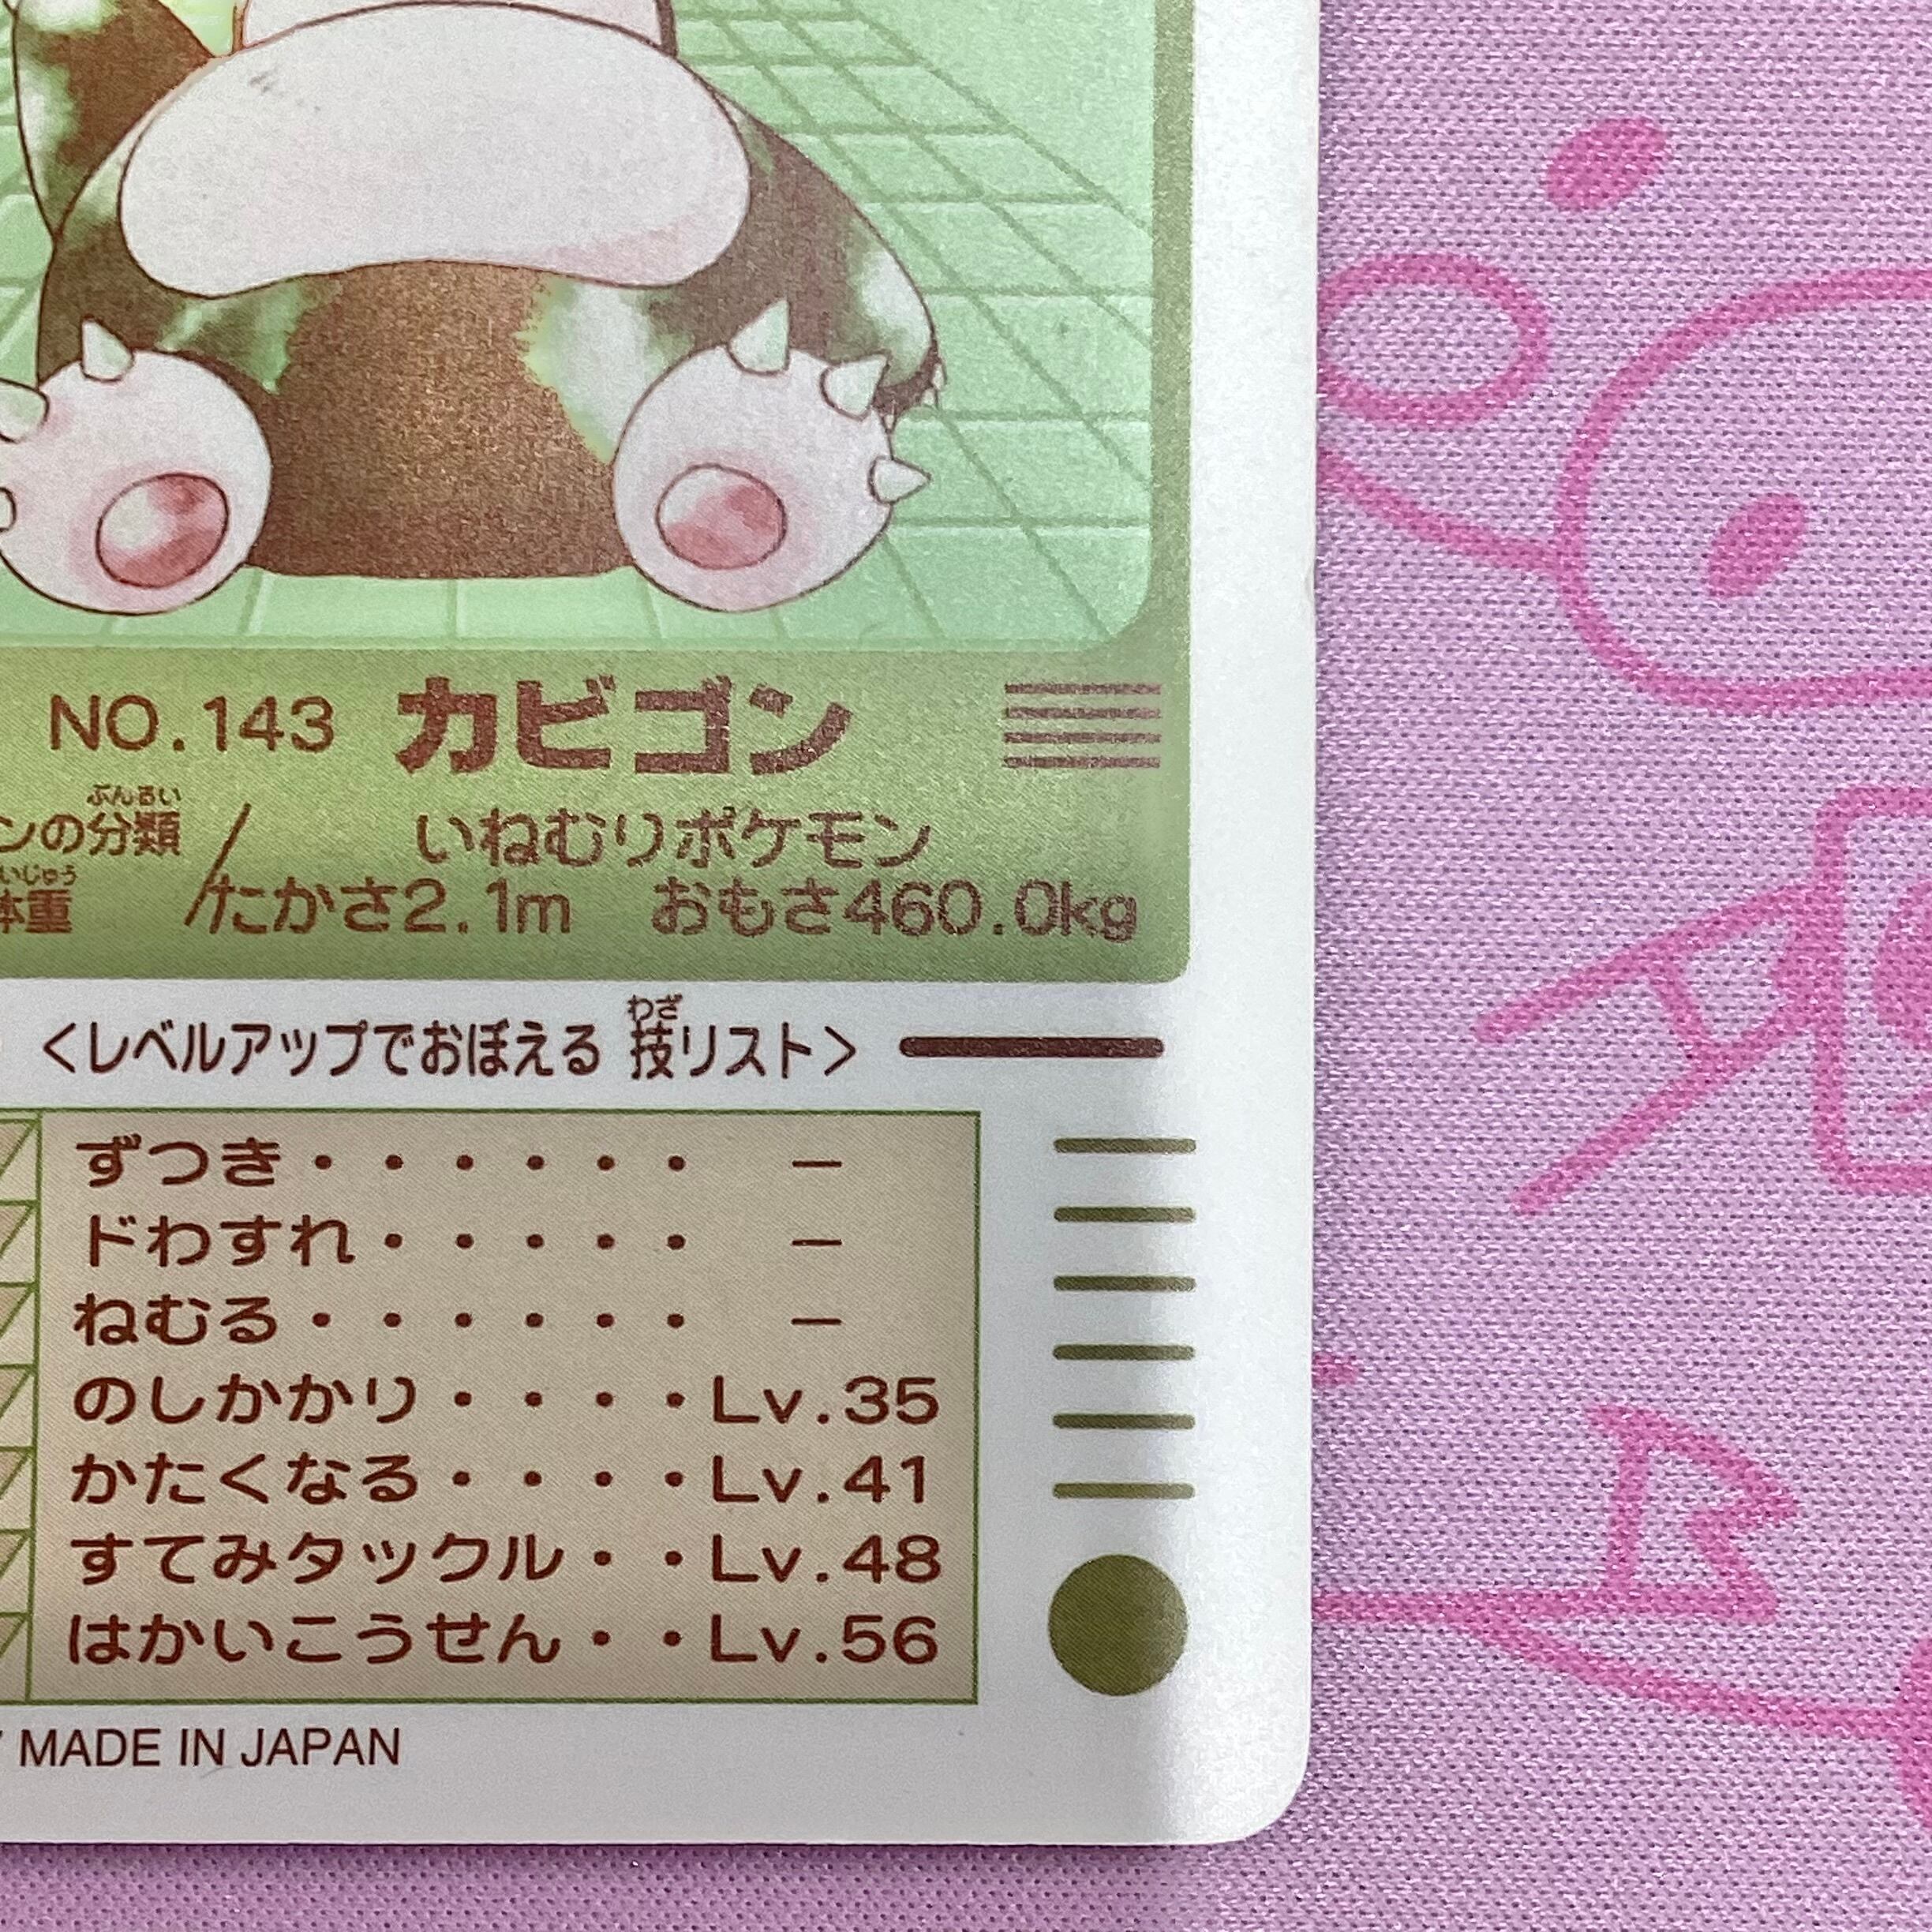 NO.143 カビゴン
ぶんるい
ンの分類 / いねむりポケモン
いじゅう
体重 /たかさ2.1m おもさ460.0kg
わざ
<レベルアップでおぼえる 技リスト>
ずつき・・・・・・ ー
ドわすれ・・・・・ ー
ねむる・・・・・・ ー
のしかかり・・・・Lv.35
かたくなる・・・・Lv.41
すてみタックル・・Lv.48
はかいこうせん・・Lv.56
MADE IN JAPAN